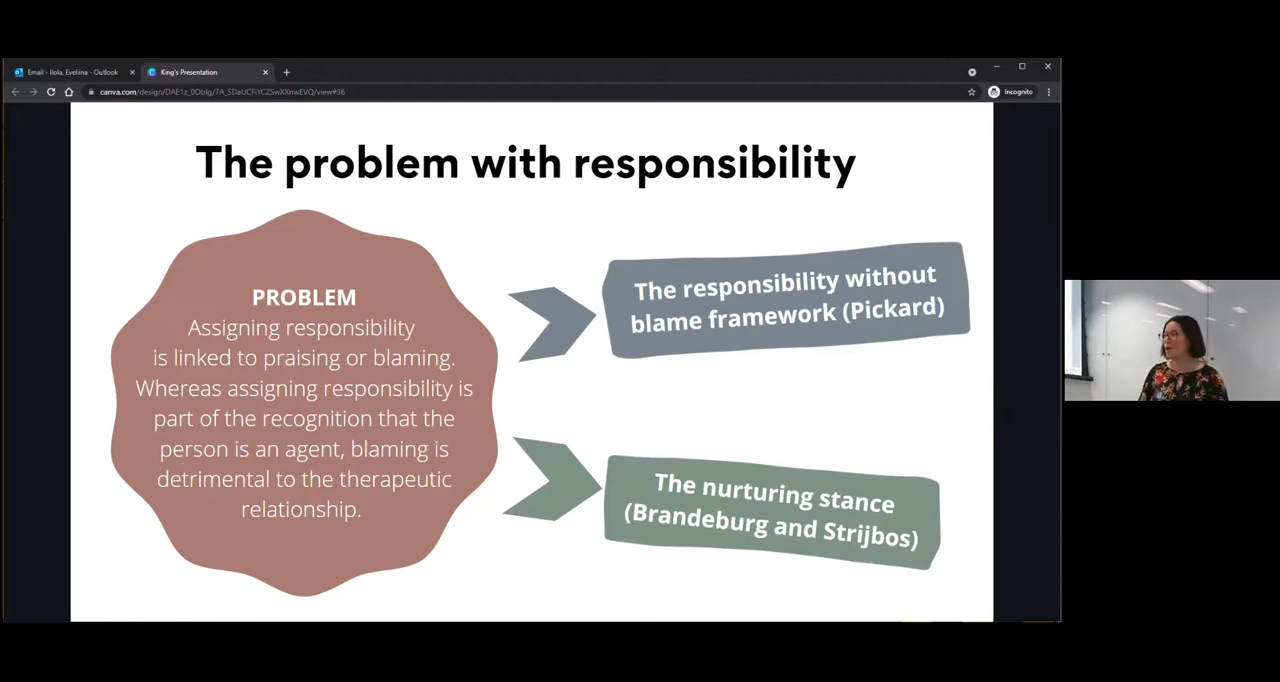 Email - Ilola, Eveliina - Outlook
King's Presentation
Incognito
The problem with responsibility
PROBLEM
Assigning responsibility
is linked to praising or blaming.
Whereas assigning responsibility is
part of the recognition that the
person is an agent, blaming is
detrimental to the therapeutic
relationship.
The responsibility without
blame framework (Pickard)
The nurturing stance
(Brandeburg and Strijbos)